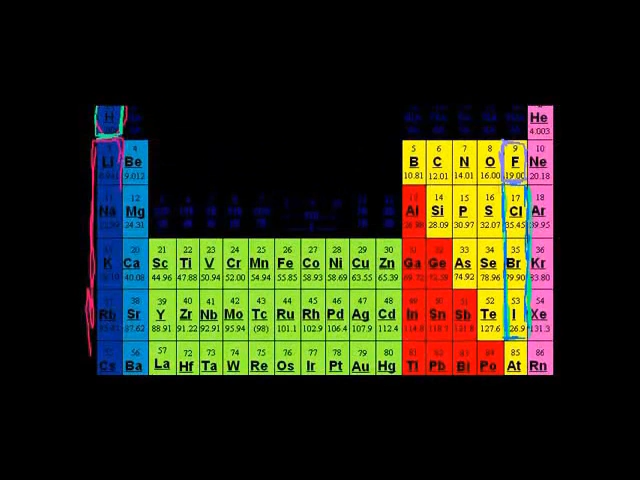 H He
4.003
4 5 6 7 8 9 10
Li Be B C N O F Ne
9.012 10.81 12.01 14.01 16.00 19.00 20.18
12 14 15 16 17 18
Na Mg Al Si P S Cl Ar
24.31 28.09 30.97 32.07 35.45 39.95
20 21 22 23 24 25 26 27 28 29 30 32 33 34 35 36
K Ca Sc Ti V Cr Mn Fe Co Ni Cu Zn Ga Ge As Se Br Kr
40.08 44.96 47.88 50.94 52.00 54.94 55.85 58.93 58.69 63.55 65.39 74.92 78.96 79.90 83.80
38 39 40 41 42 43 44 45 46 47 48 50 51 52 53 54
Rb Sr Y Zr Nb Mo Tc Ru Rh Pd Ag Cd In Sn Sb Te I Xe
87.62 88.91 91.22 92.91 95.94 (98) 101.1 102.9 106.4 107.9 112.4 127.6 126.9 131.3
56 57 72 73 74 75 76 77 78 79 80 81 82 83 84 85 86
Cs Ba La Hf Ta W Re Os Ir Pt Au Hg Tl Pb Bi Po At Rn